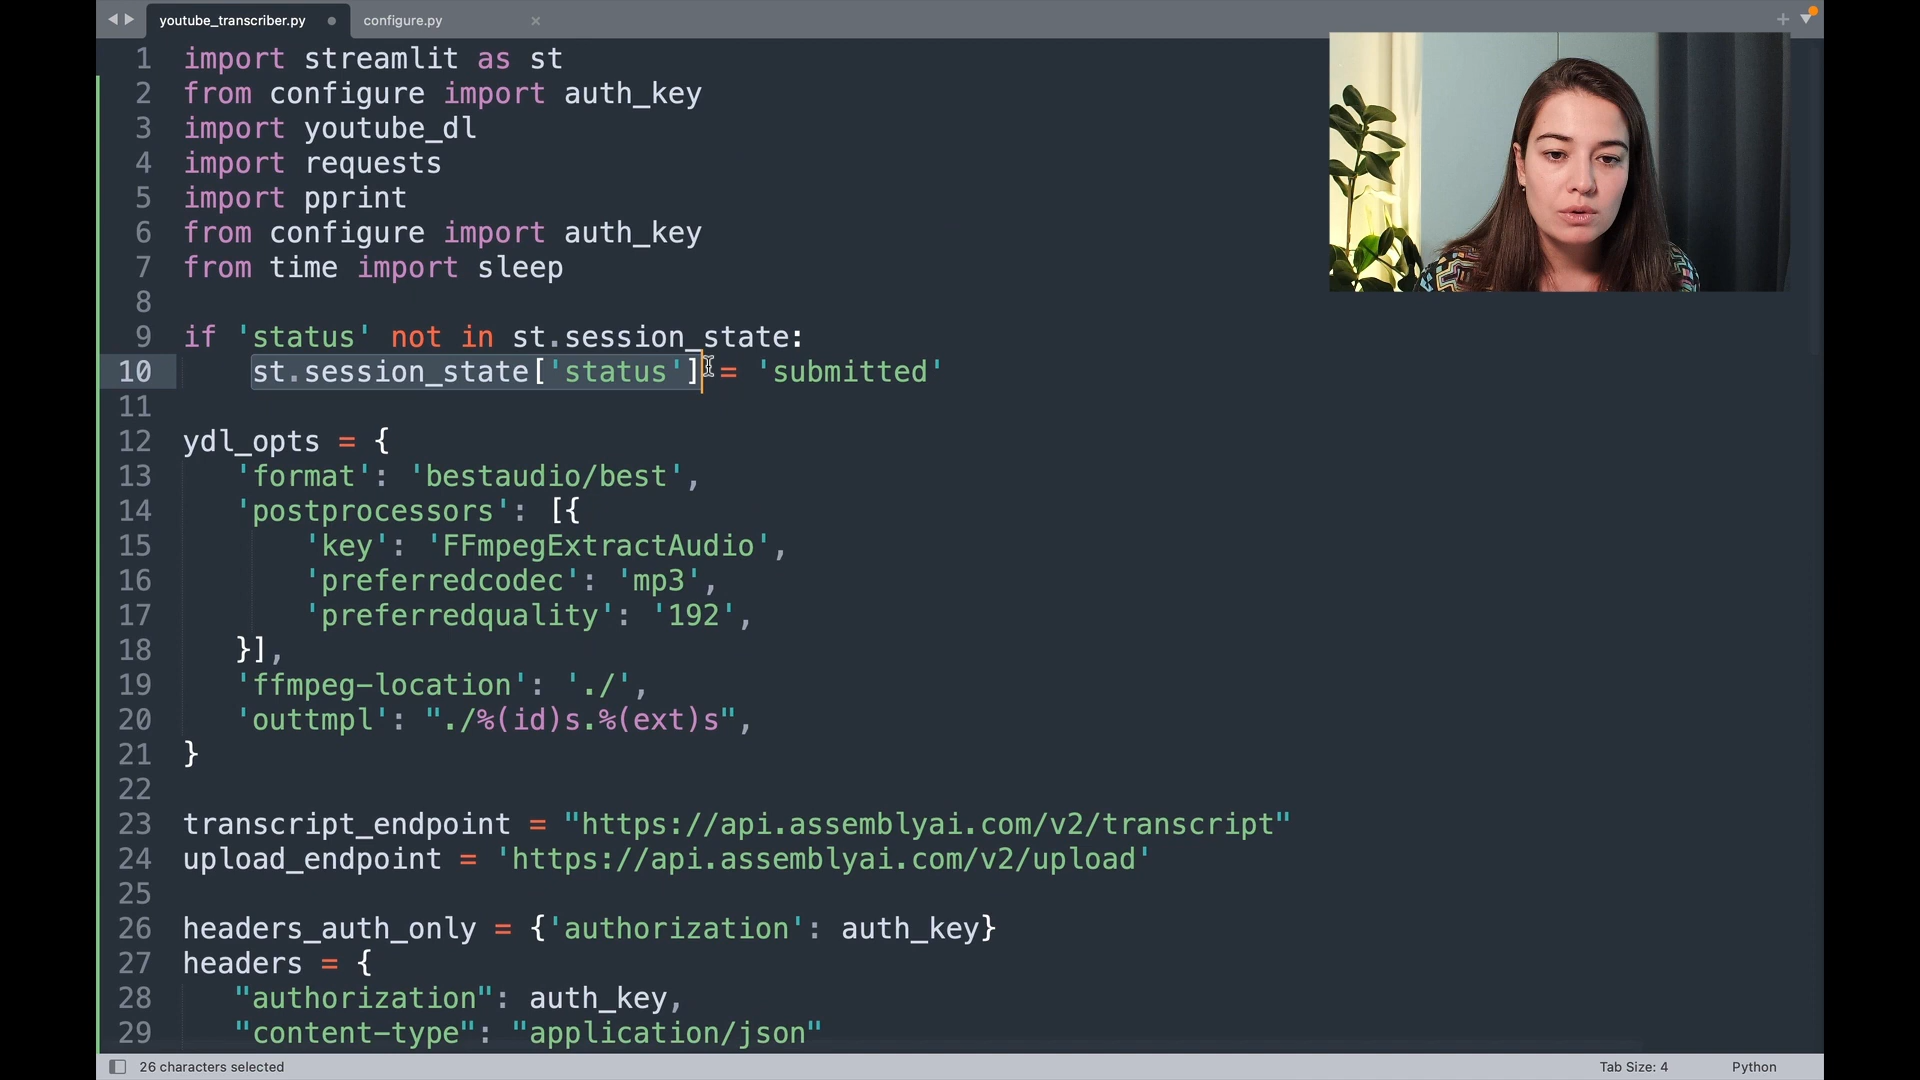 youtube_transcriber.py configure.py
1 import streamlit as st
2 from configure import auth_key
3 import youtube_dl
4 import requests
5 import pprint
6 from configure import auth_key
7 from time import sleep
8
9 if 'status' not in st.session_state:
10     st.session_state['status'] = 'submitted'
11
12 ydl_opts = {
13     'format': 'bestaudio/best',
14     'postprocessors': [{
15         'key': 'FFmpegExtractAudio',
16         'preferredcodec': 'mp3',
17         'preferredquality': '192',
18     }],
19     'ffmpeg-location': './',
20     'outtmpl': "./%(id)s.%(ext)s",
21 }
22
23 transcript_endpoint = "https://api.assemblyai.com/v2/transcript"
24 upload_endpoint = 'https://api.assemblyai.com/v2/upload'
25
26 headers_auth_only = {'authorization': auth_key}
27 headers = {
28    "authorization": auth_key,
29    "content-type": "application/json"
26 characters selected Tab Size: 4 Python